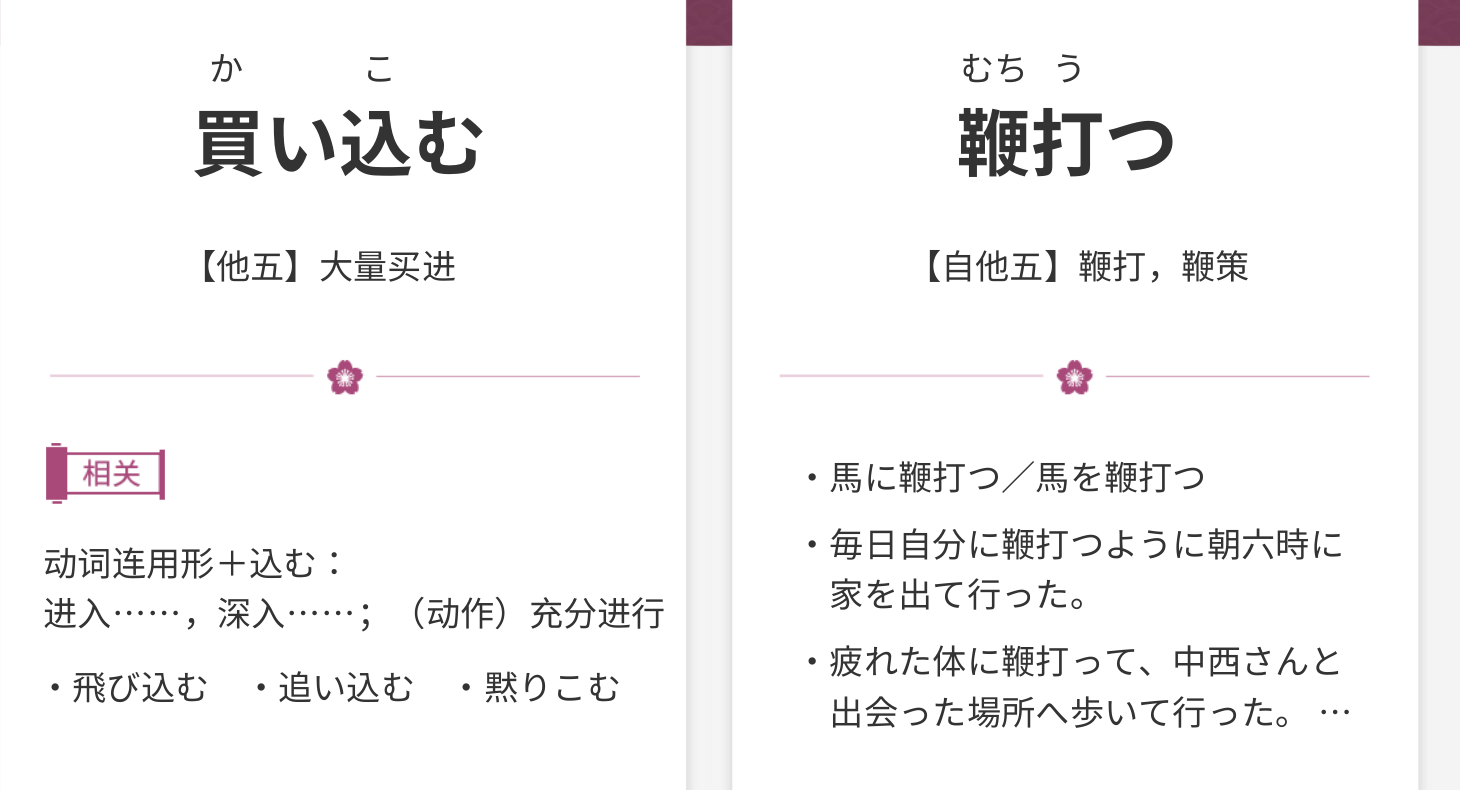 か こ
買い込む
【他五】大量买进
相关
动词连用形＋込む：
进入……，深入……；（动作）充分进行
・飛び込む ・追い込む ・黙りこむ
むち う
鞭打つ
【自他五】鞭打，鞭策
・馬に鞭打つ／馬を鞭打つ
・毎日自分に鞭打つように朝六時に
家を出て行った。
・疲れた体に鞭打って、中西さんと
出会った場所へ歩いて行った。 …